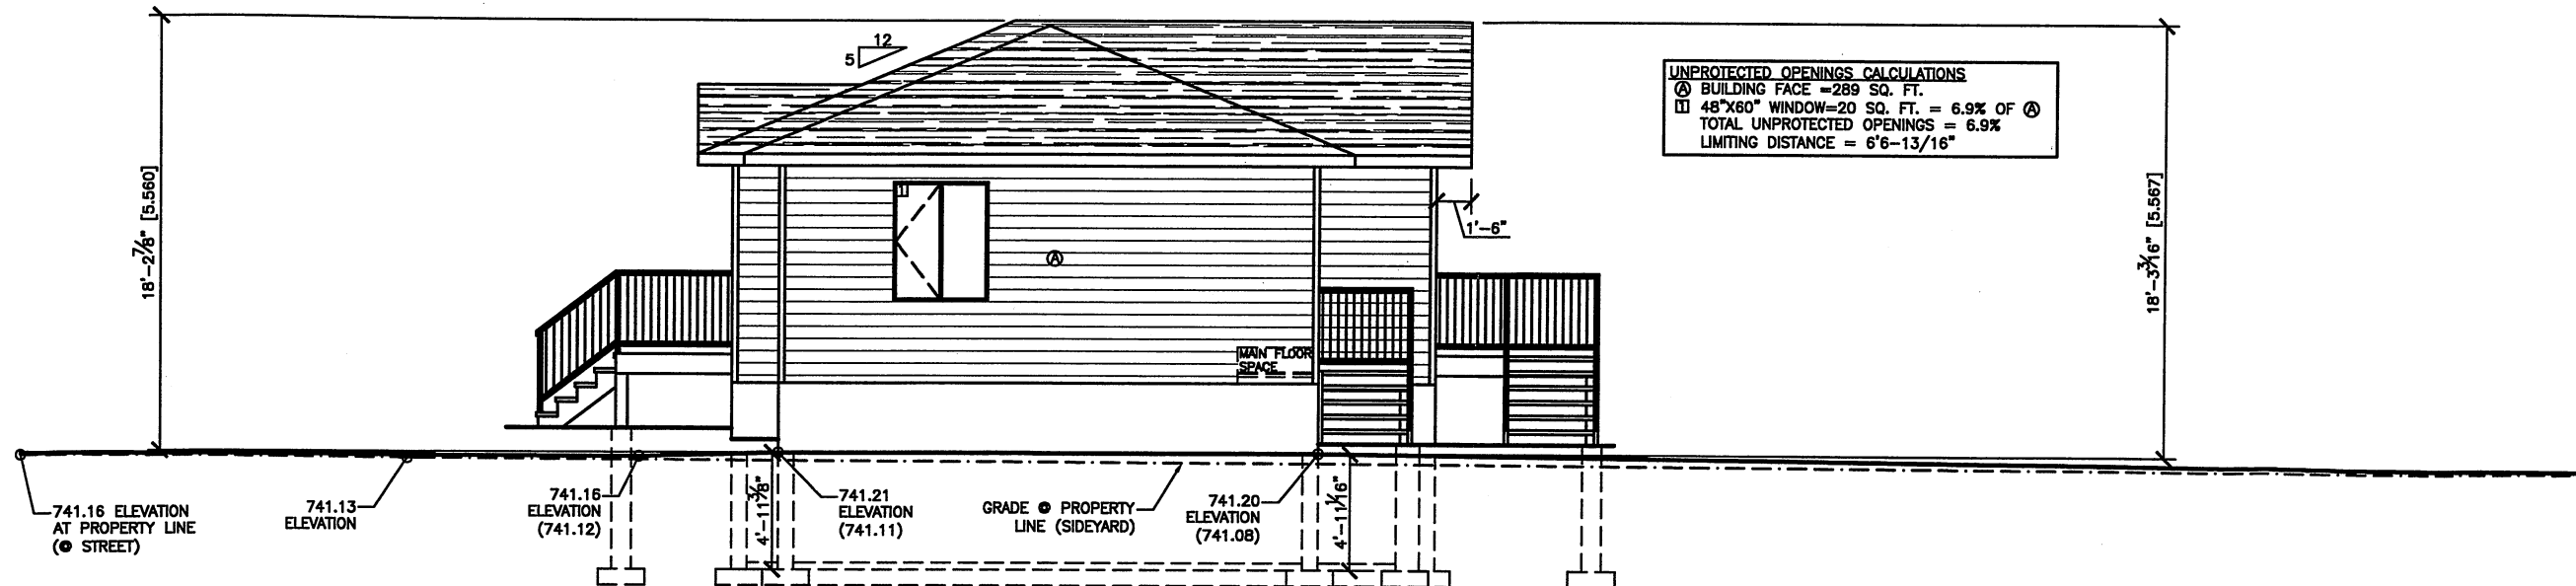 12
5
UNPROTECTED OPENINGS CALCULATIONS
Ⓐ BUILDING FACE =289 SQ. FT.
1 48"X60" WINDOW=20 SQ. FT. = 6.9% OF Ⓐ
TOTAL UNPROTECTED OPENINGS = 6.9%
LIMITING DISTANCE = 6'6-13/16"
18'-2 7/8" [5.560]
1
Ⓐ
1'-6"
18'-3 3/16" [5.567]
MAIN FLOOR
SPACE
741.16 ELEVATION
AT PROPERTY LINE
(@ STREET)
741.13
ELEVATION
741.16
ELEVATION
(741.12)
4'-11 3/8"
741.21
ELEVATION
(741.11)
GRADE @ PROPERTY
LINE (SIDEYARD)
741.20
ELEVATION
(741.08)
4'-11 1/16"